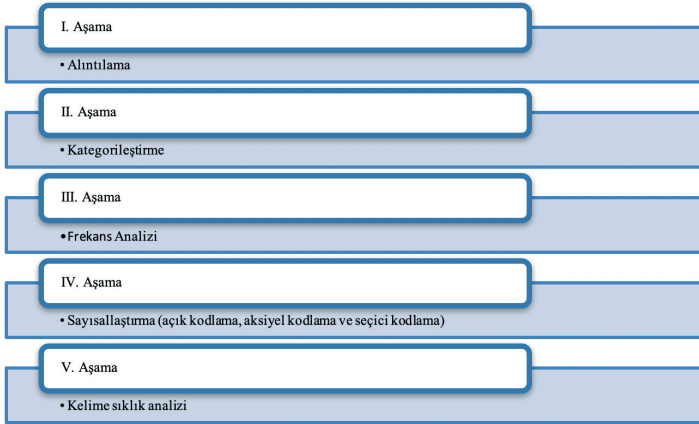 I. Aşama
• Alıntılama
II. Aşama
• Kategorileştirme
III. Aşama
• Frekans Analizi
IV. Aşama
• Sayısallaştırma (açık kodlama, aksiyel kodlama ve seçici kodlama)
V. Aşama
• Kelime sıklık analizi